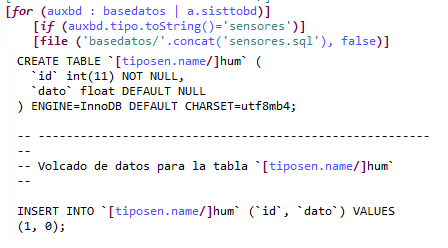 [for (auxbd : basedatos | a.sisttobd)]
[if (auxbd.tipo.toString()='sensores')]
[file ('basedatos/'.concat('sensores.sql'), false)]
CREATE TABLE `[tiposen.name/]hum` (
`id` int(11) NOT NULL,
`dato` float DEFAULT NULL
) ENGINE=InnoDB DEFAULT CHARSET=utf8mb4;
-- --------------------------------------------------------
--
-- Volcado de datos para la tabla `[tiposen.name/]hum`
--
INSERT INTO `[tiposen.name/]hum` (`id`, `dato`) VALUES
(1, 0);